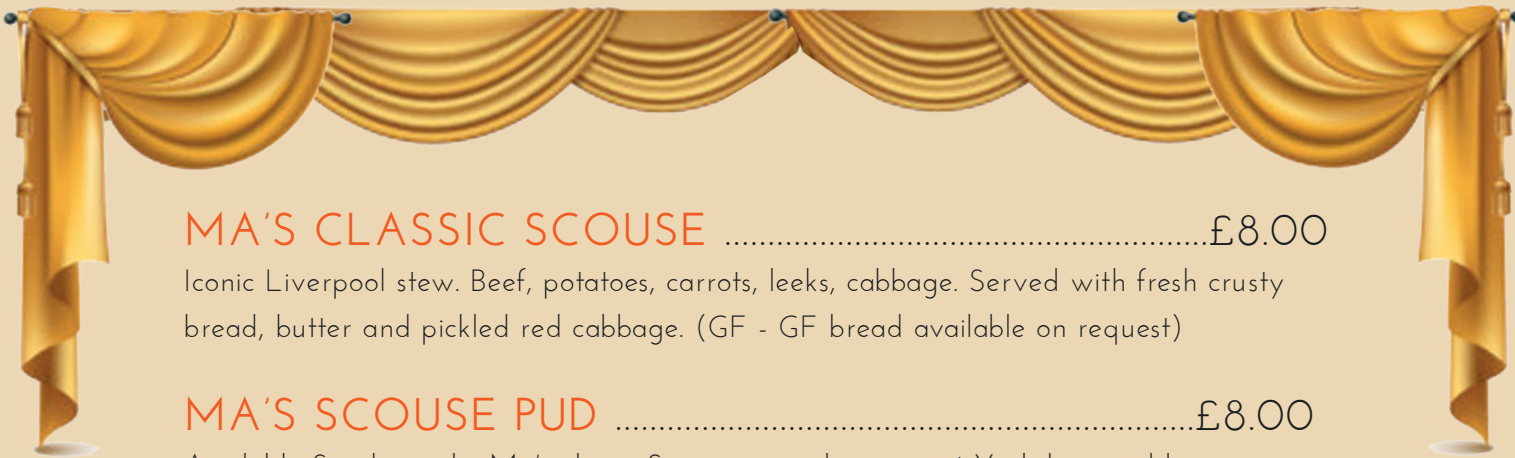 MA'S CLASSIC SCOUSE ..........................................................£8.00
Iconic Liverpool stew. Beef, potatoes, carrots, leeks, cabbage. Served with fresh crusty
bread, butter and pickled red cabbage. (GF - GF bread available on request)
MA'S SCOUSE PUD .....................................................................£8.00